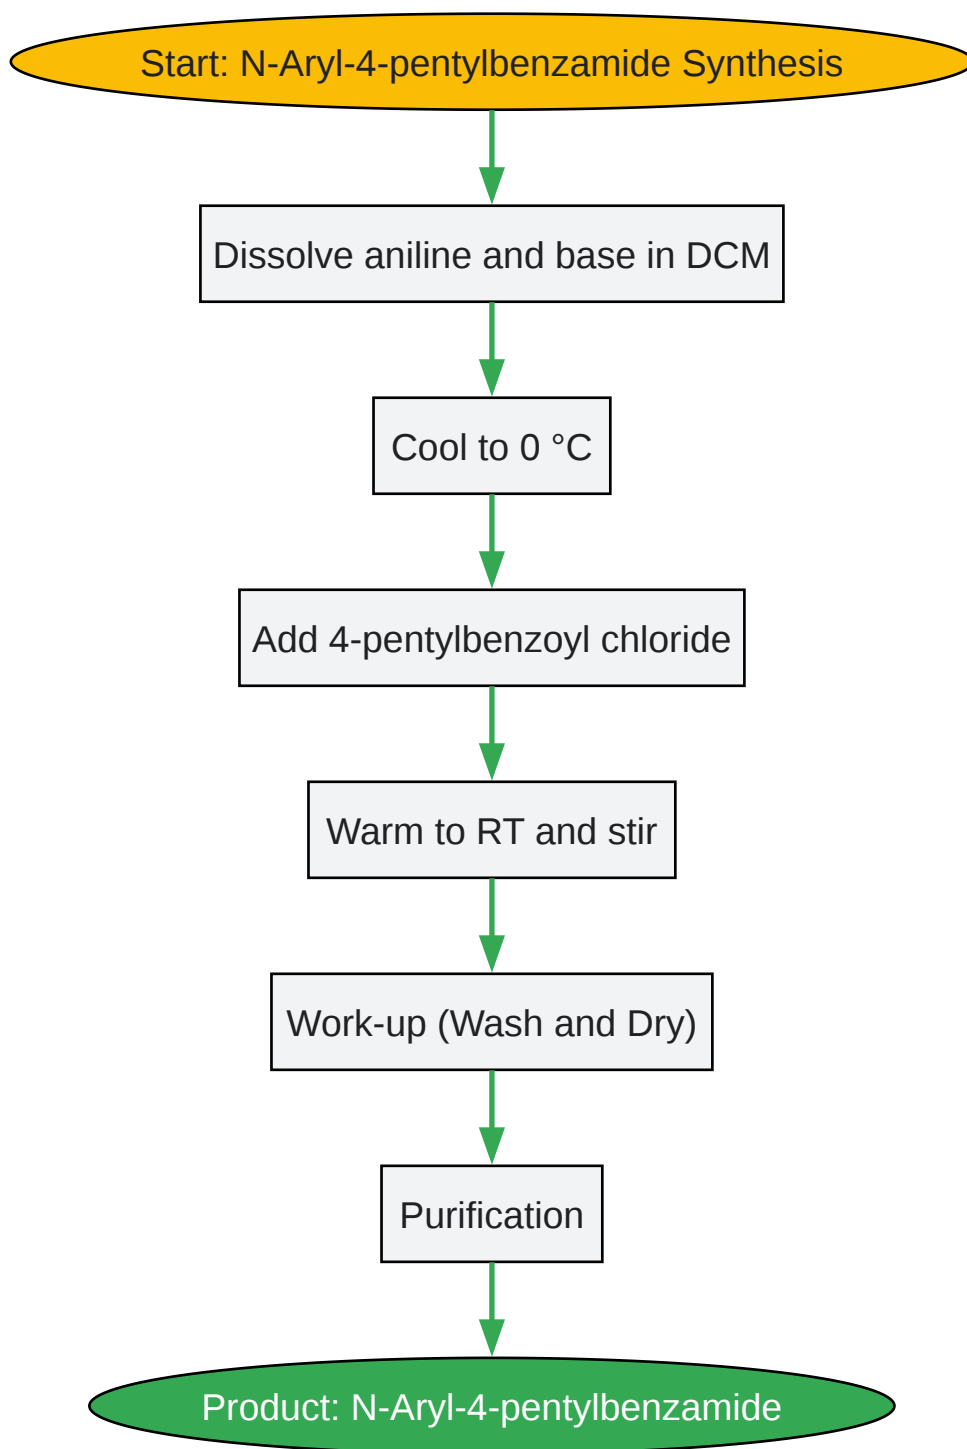 Start: N-Aryl-4-pentylbenzamide Synthesis
Dissolve aniline and base in DCM
Cool to 0 °C
Add 4-pentylbenzoyl chloride
Warm to RT and stir
Work-up (Wash and Dry)
Purification
Product: N-Aryl-4-pentylbenzamide